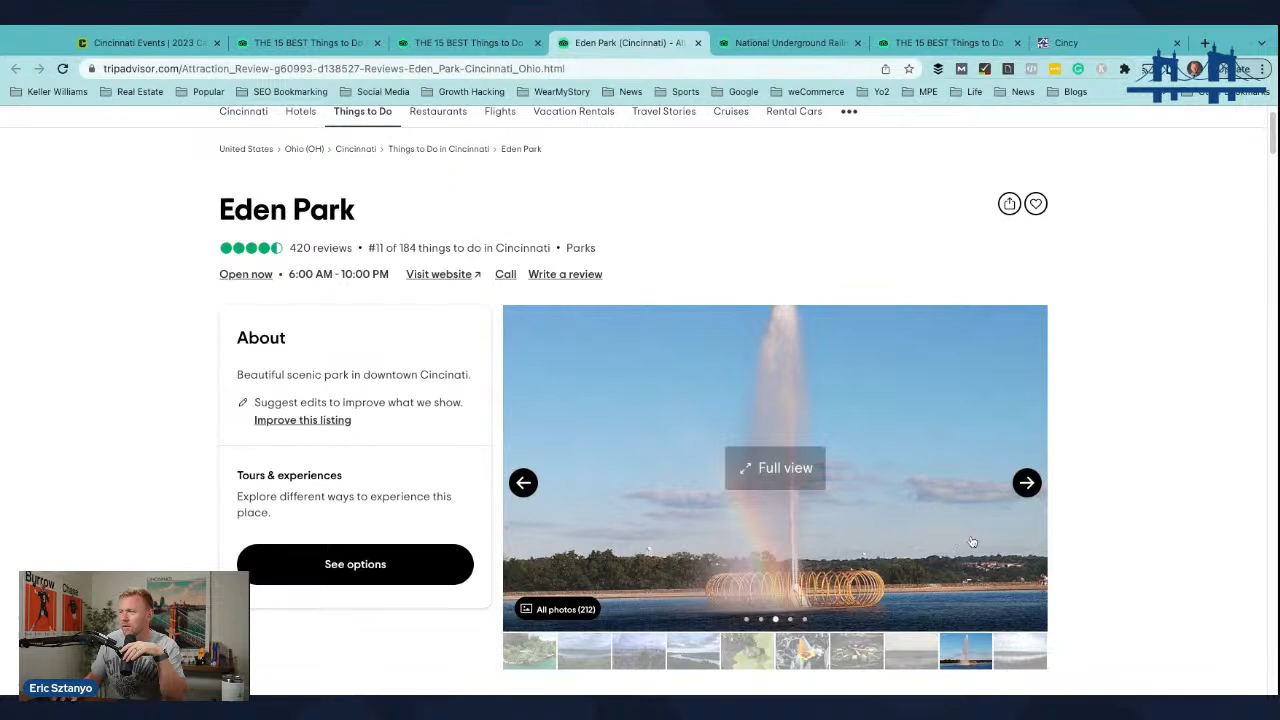 Cincinnati Events | 2023 Ca
THE 15 BEST Things to Do
THE 15 BEST Things to Do
Eden Park (Cincinnati) - All
National Underground Railr
THE 15 BEST Things to Do
Cincy
tripadvisor.com/Attraction_Review-g60993-d138527-Reviews-Eden_Park-Cincinnati_Ohio.html
Keller Williams
Real Estate
Popular
SEO Bookmarking
Social Media
Growth Hacking
WearMyStory
News
Sports
Google
weCommerce
Yo2
MPE
Life
News
Blogs
Cincinnati
Hotels
Things to Do
Restaurants
Flights
Vacation Rentals
Travel Stories
Cruises
Rental Cars
United States > Ohio (OH) > Cincinnati > Things to Do in Cincinnati > Eden Park
Eden Park
420 reviews • #11 of 184 things to do in Cincinnati • Parks
Open now • 6:00 AM - 10:00 PM Visit website Call Write a review
About
Beautiful scenic park in downtown Cincinati.
Suggest edits to improve what we show.
Improve this listing
Tours & experiences
Explore different ways to experience this
place.
See options
Full view
All photos (212)
Burrow
Chase
CINCINNATI
Eric Sztanyo